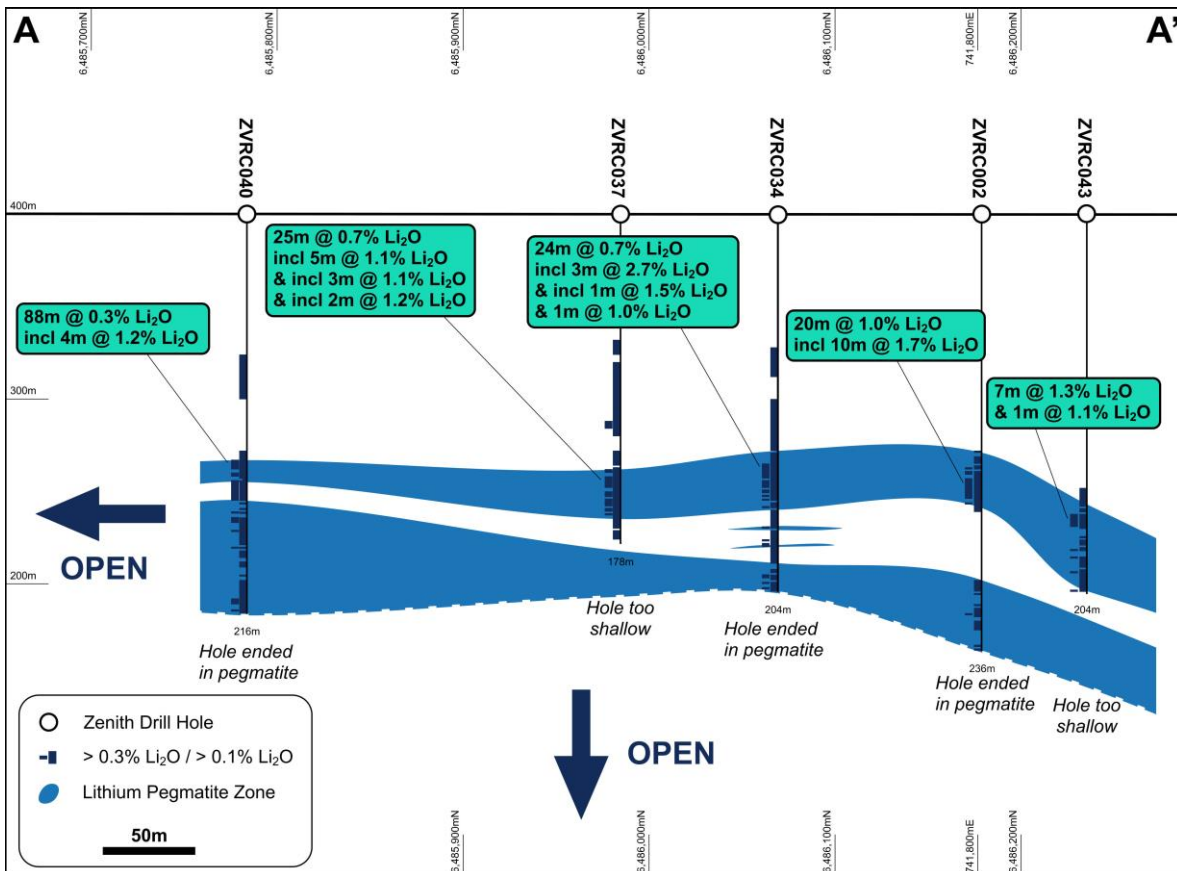 A
A'
6,485,700mN
6,485,800mN
6,485,900mN
6,486,000mN
6,486,100mN
741,800mE
6,486,200mN
ZVRC040
ZVRC037
ZVRC034
ZVRC002
ZVRC043
400m
25m @ 0.7% Li₂O
incl 5m @ 1.1% Li₂O
& incl 3m @ 1.1% Li₂O
& incl 2m @ 1.2% Li₂O
24m @ 0.7% Li₂O
incl 3m @ 2.7% Li₂O
& incl 1m @ 1.5% Li₂O
& 1m @ 1.0% Li₂O
88m @ 0.3% Li₂O
incl 4m @ 1.2% Li₂O
20m @ 1.0% Li₂O
incl 10m @ 1.7% Li₂O
7m @ 1.3% Li₂O
& 1m @ 1.1% Li₂O
300m
OPEN
200m
178m
Hole too
shallow
216m
Hole ended
in pegmatite
204m
Hole ended
in pegmatite
236m
Hole ended
in pegmatite
204m
Hole too
shallow
OPEN
Zenith Drill Hole
> 0.3% Li₂O / > 0.1% Li₂O
Lithium Pegmatite Zone
50m
6,485,900mN
6,486,000mN
6,486,100mN
741,800mE
6,486,200mN